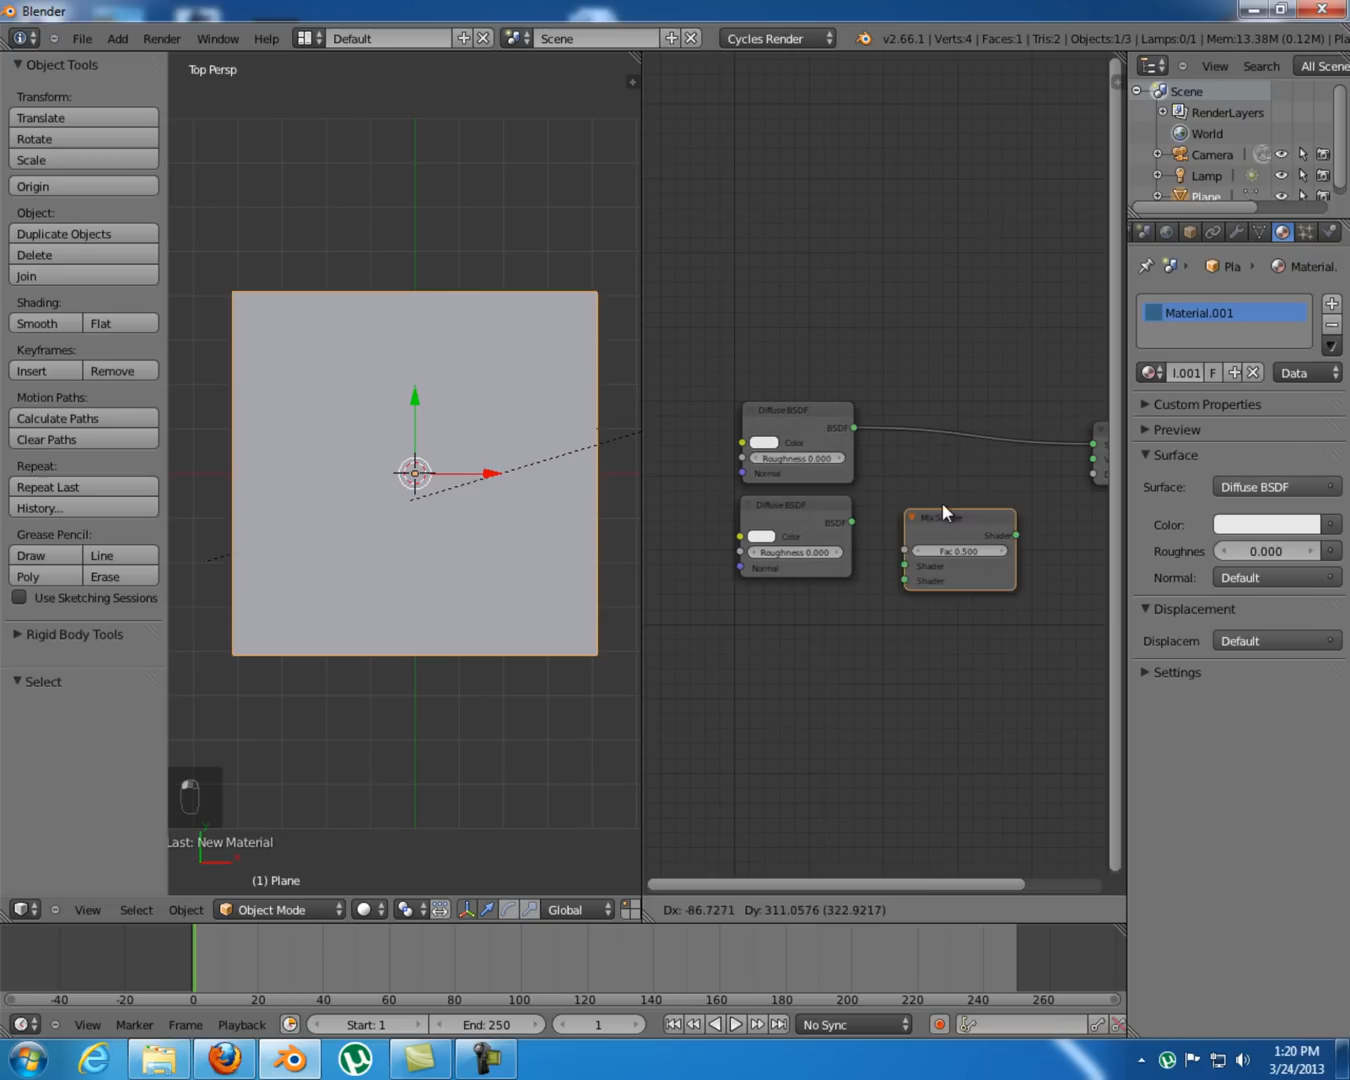 Blender
File Add Render Window Help Default Scene Cycles Render v2.66.1 | Verts:4 | Faces:1 | Tris:2 | Objects:1/3 | Lamps:0/1 | Mem:13.38M (0.12M) | Pla
Object Tools
Transform:
Translate
Rotate
Scale
Origin
Object:
Duplicate Objects
Delete
Join
Shading:
Smooth Flat
Keyframes:
Insert Remove
Motion Paths:
Calculate Paths
Clear Paths
Repeat:
Repeat Last
History...
Grease Pencil:
Draw Line
Poly Erase
Use Sketching Sessions
Rigid Body Tools
Select
Top Persp
Last: New Material
(1) Plane
View Select Object Object Mode Global
Diffuse BSDF
BSDF
Color
Roughness 0.000
Normal
Diffuse BSDF
BSDF
Color
Roughness 0.000
Normal
Shader
Fac 0.500
Shader
Shader
Dx: -86.7271 Dy: 311.0576 (322.9217)
View Search All Scene
Scene
RenderLayers
World
Camera
Lamp
Plane
Pla Material.
Material.001
I.001 F Data
Custom Properties
Preview
Surface
Surface: Diffuse BSDF
Color:
Roughnes 0.000
Normal: Default
Displacement
Displacem Default
Settings
-40 -20 0 20 40 60 80 100 120 140 160 180 200 220 240 260
View Marker Frame Playback Start: 1 End: 250 1 No Sync
1:20 PM
3/24/2013